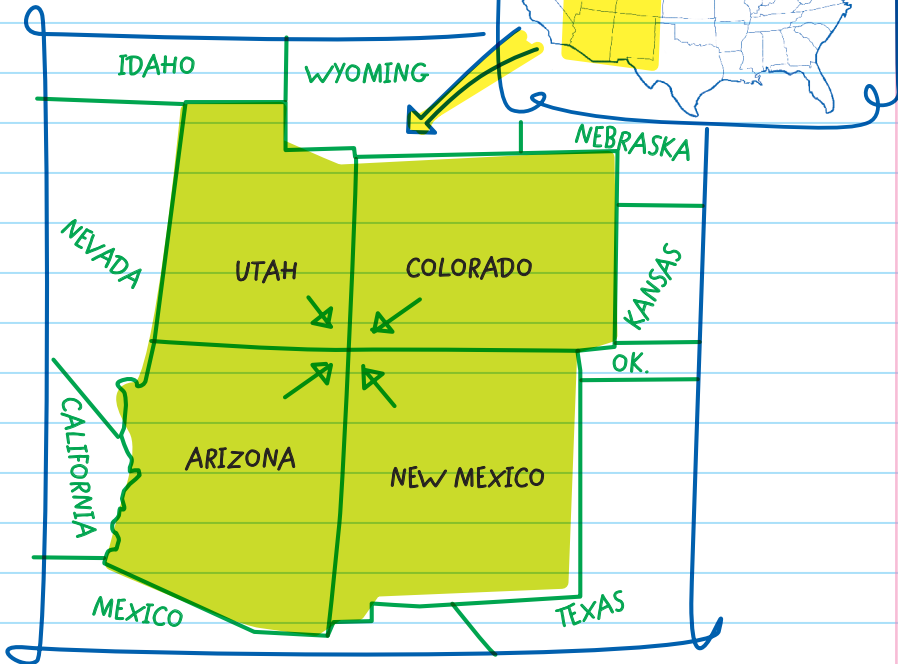 IDAHO
WYOMING
NEBRASKA
NEVADA
UTAH
COLORADO
KANSAS
OK.
CALIFORNIA
ARIZONA
NEW MEXICO
MEXICO
TEXAS